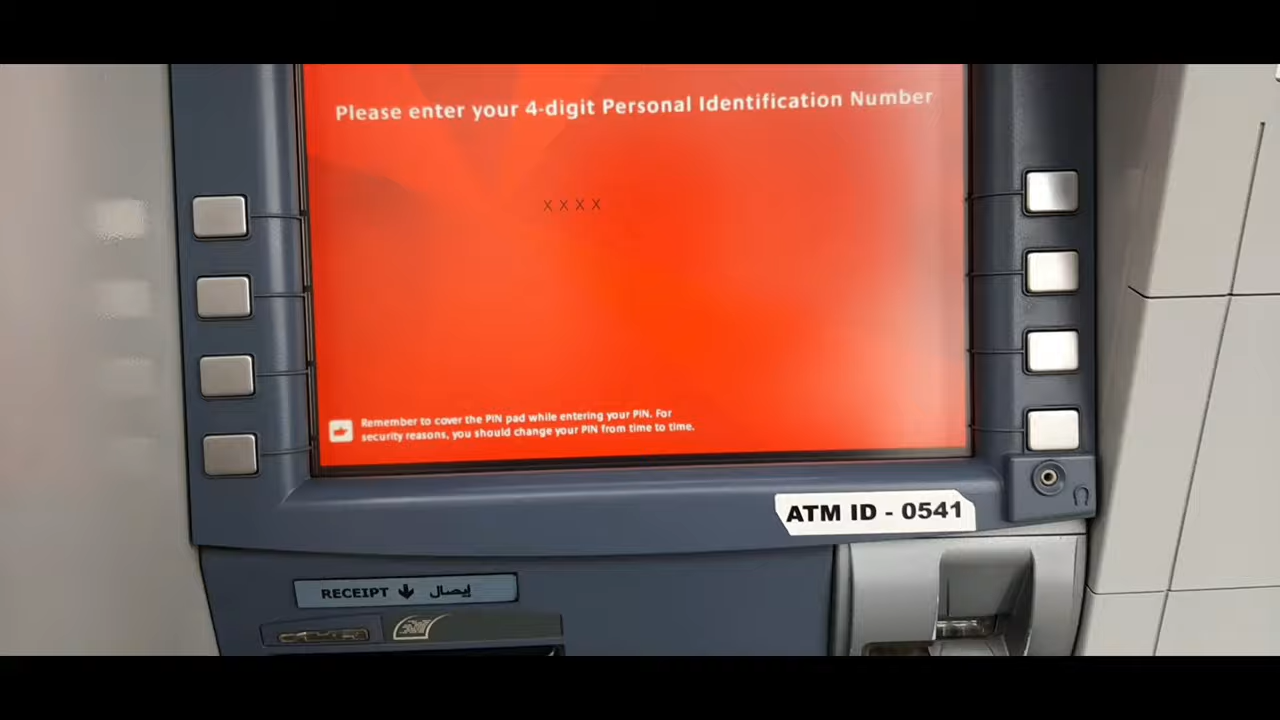 Please enter your 4-digit Personal Identification Number
X X X X
Remember to cover the PIN pad while entering your PIN. For
security reasons, you should change your PIN from time to time.
ATM ID - 0541
RECEIPT إيصال